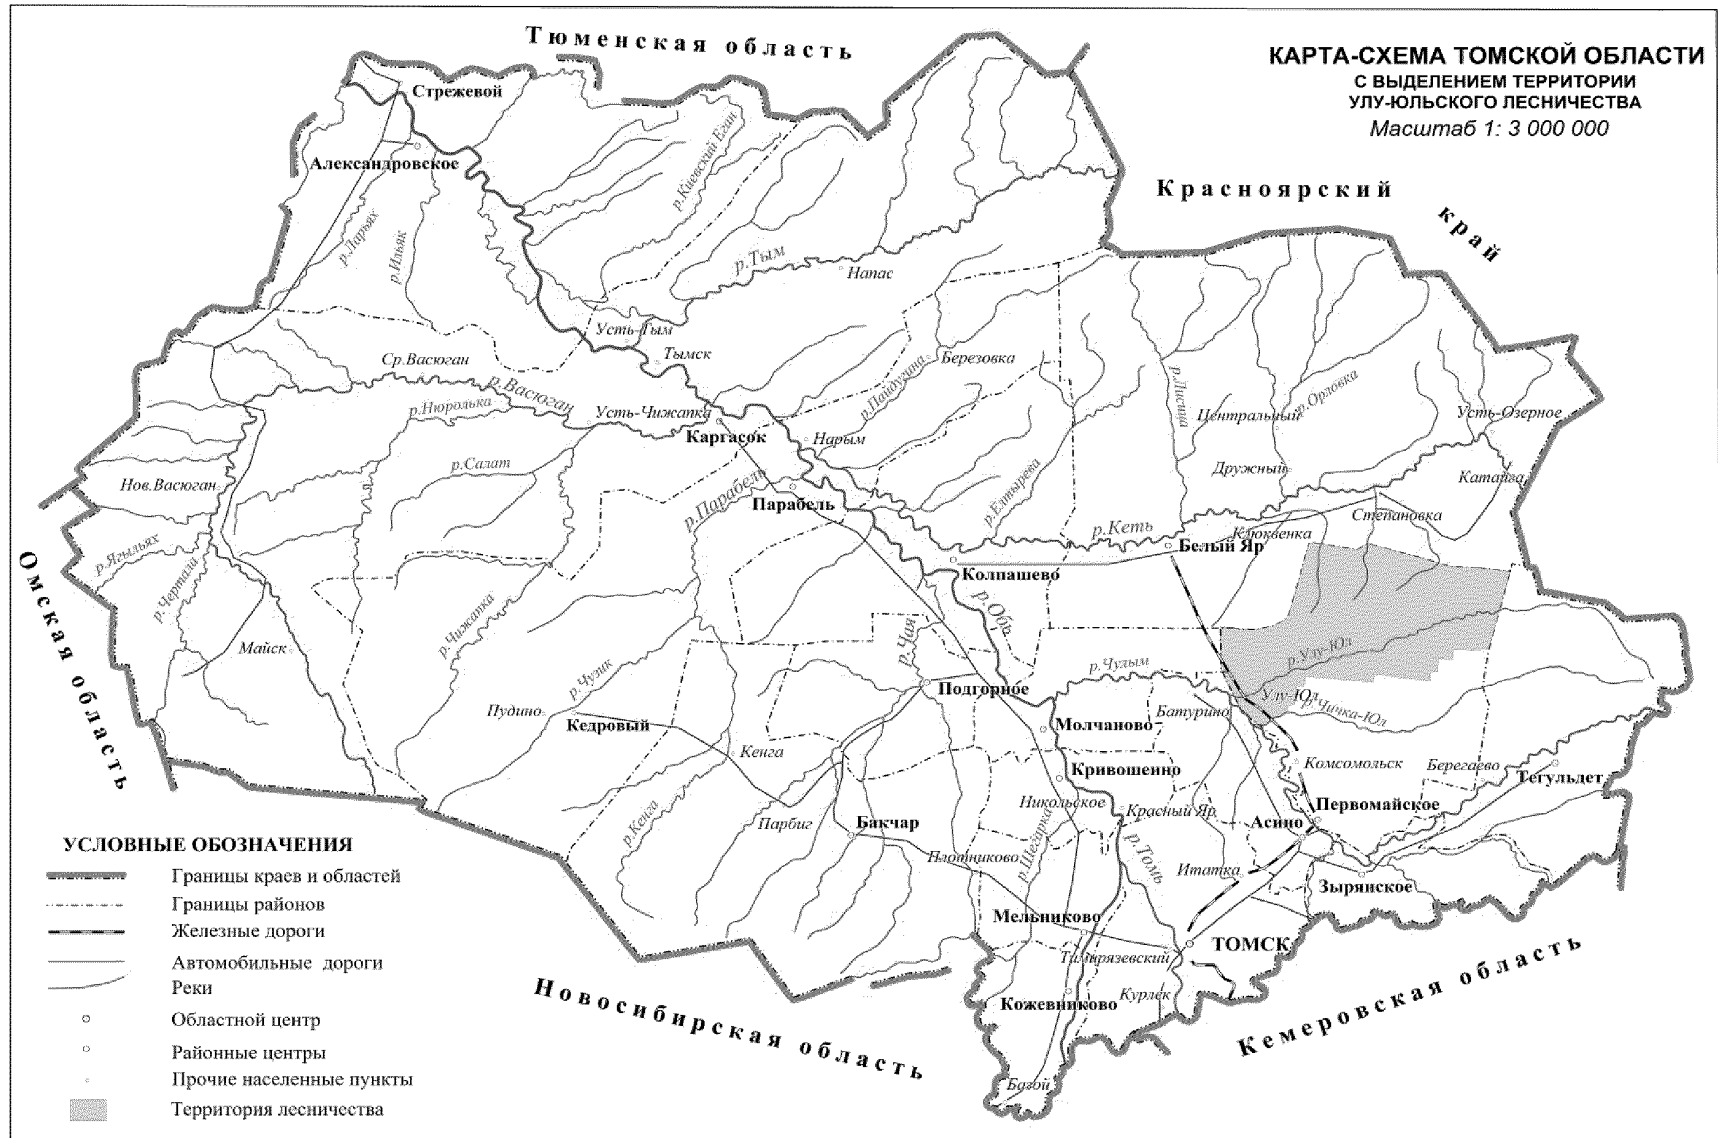 Тюменская область
КАРТА-СХЕМА ТОМСКОЙ ОБЛАСТИ
С ВЫДЕЛЕНИЕМ ТЕРРИТОРИИ
УЛУ-ЮЛЬСКОГО ЛЕСНИЧЕСТВА
Масштаб 1: 3 000 000
Стрежевой
Александровское
р.Киевский Еган
Красноярский
край
р.Ларьях
р.Ильяк
р.Тым
Напас
Усть-Тым
Тымск
Ср.Васюган
р.Васюган
р.Нюролька
Усть-Чижапка
Каргасок
Березовка
р.Пайдугина
р.Лисица
Центральный
р.Орловка
Усть-Озерное
Нарым
Нов.Васюган
р.Салат
р.Парабель
Парабель
р.Елтырева
Дружный
Катайга
Степановка
р.Кеть
Клюквенка
Белый Яр
Колпашево
р.Ягыльях
р.Чертала
Омская область
р.Обь
р.Чижапка
Майск
р.Чая
р.Чузик
р.Чулым
р.Улу-Юл
Улу-Юл
р.Чичка-Юл
Подгорное
Пудино
Кедровый
Батурино
Молчаново
Кенга
Кривошеино
Комсомольск
Берегаево
Тегульдет
Никольское
Красный Яр
Первомайское
Асино
р.Кенга
Парбиг
Бакчар
Плотниково
р.Шегарка
р.Томь
Итатка
Зырянское
Мельниково
ТОМСК
Тимирязевский
Кожевниково
Курлек
Базой
Новосибирская область
Кемеровская область
УСЛОВНЫЕ ОБОЗНАЧЕНИЯ
Границы краев и областей
Границы районов
Железные дороги
Автомобильные дороги
Реки
Областной центр
Районные центры
Прочие населенные пункты
Территория лесничества